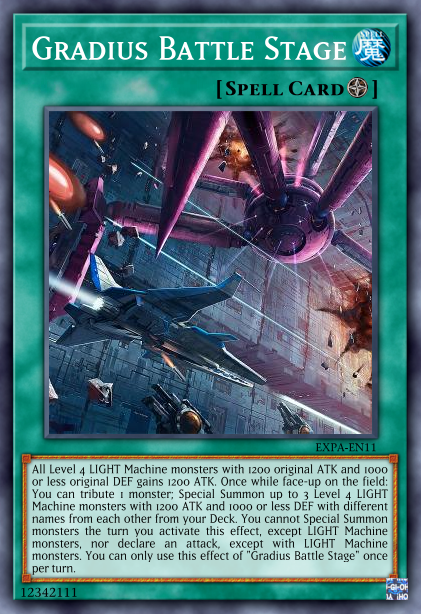 GRADIUS BATTLE STAGE
魔
[SPELL CARD]
EXPA-EN11
All Level 4 LIGHT Machine monsters with 1200 original ATK and 1000
or less original DEF gains 1200 ATK. Once while face-up on the field:
You can tribute 1 monster; Special Summon up to 3 Level 4 LIGHT
Machine monsters with 1200 ATK and 1000 or less DEF with different
names from each other from your Deck. You cannot Special Summon
monsters the turn you activate this effect, except LIGHT Machine
monsters, nor declare an attack, except with LIGHT Machine
monsters. You can only use this effect of "Gradius Battle Stage" once
per turn.
12342111